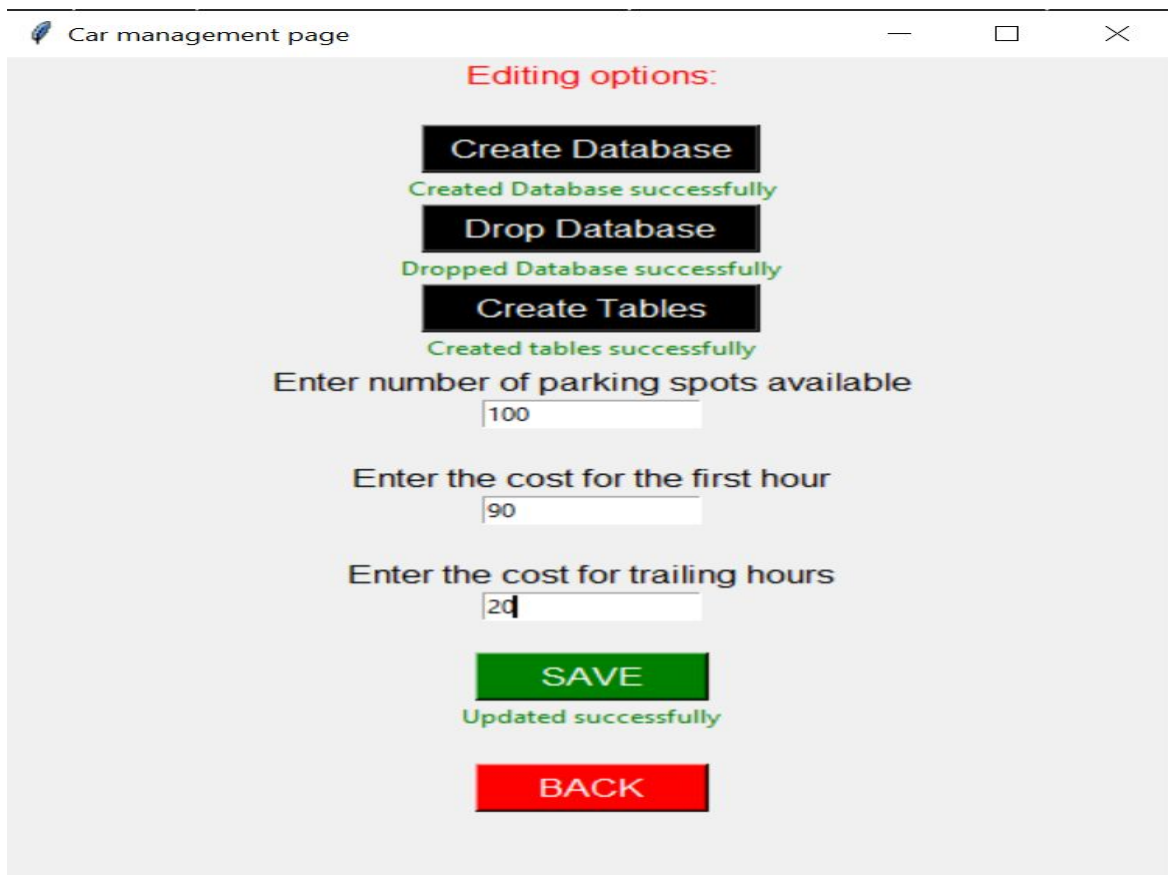 Car management page
Editing options:
Create Database
Created Database successfully
Drop Database
Dropped Database successfully
Create Tables
Created tables successfully
Enter number of parking spots available
100
Enter the cost for the first hour
90
Enter the cost for trailing hours
20
SAVE
Updated successfully
BACK